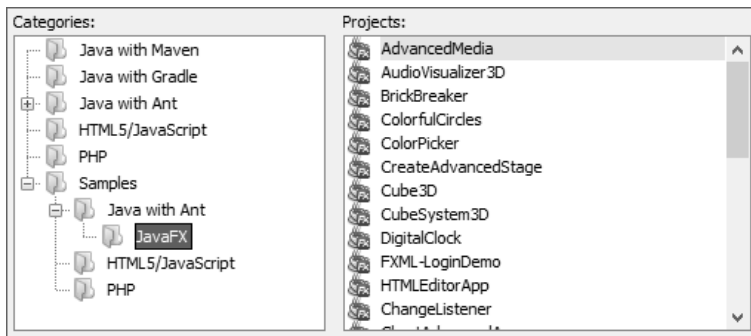 Categories:
Java with Maven
Java with Gradle
Java with Ant
HTML5/JavaScript
PHP
Samples
Java with Ant
JavaFX
HTML5/JavaScript
PHP
Projects:
AdvancedMedia
AudioVisualizer3D
BrickBreaker
ColorfulCircles
ColorPicker
CreateAdvancedStage
Cube3D
CubeSystem3D
DigitalClock
FXML-LoginDemo
HTMLEditorApp
ChangeListener